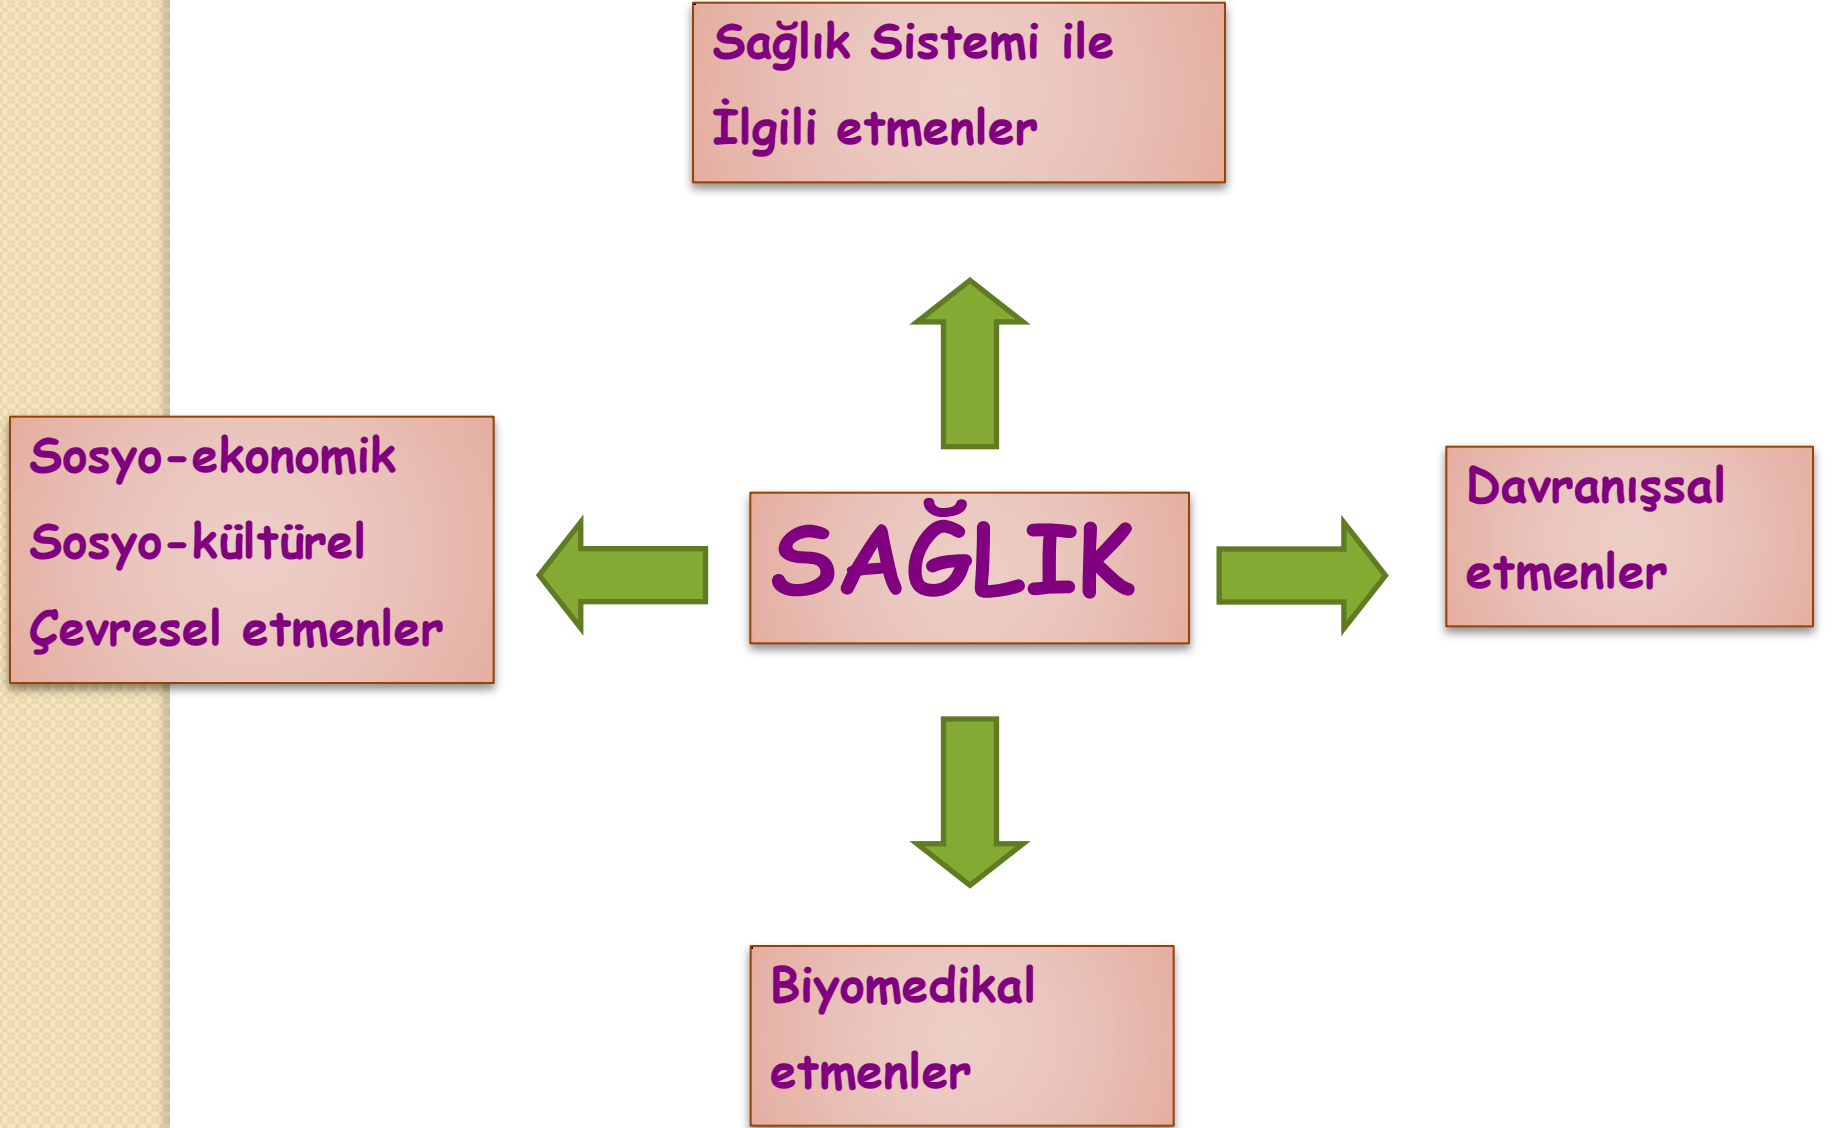 Sağlık Sistemi ile
İlgili etmenler
Sosyo-ekonomik
Sosyo-kültürel
Çevresel etmenler
SAĞLIK
Davranışsal
etmenler
Biyomedikal
etmenler